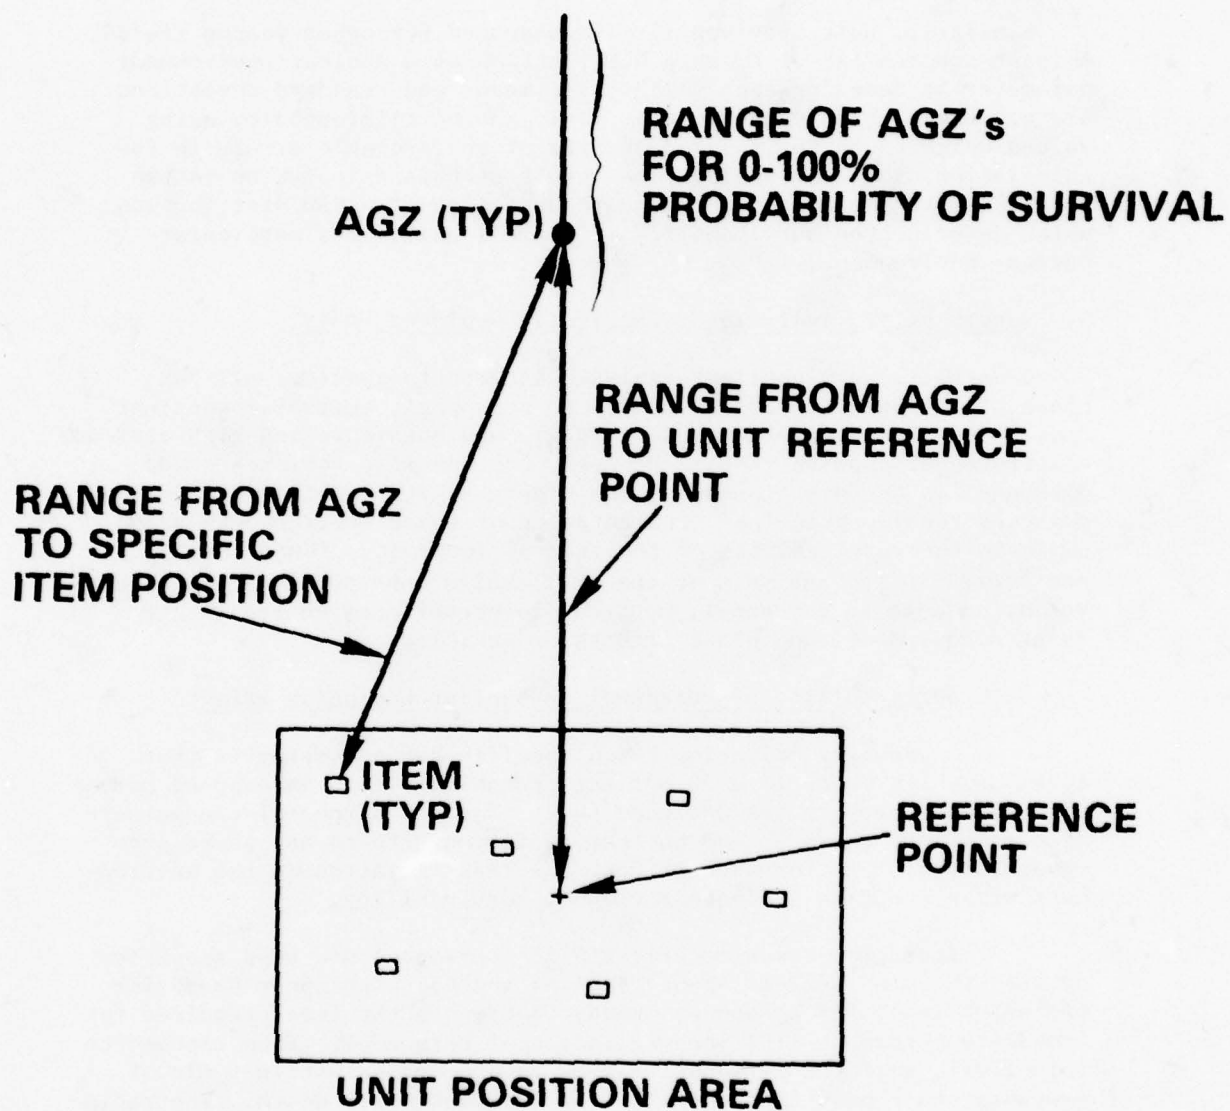 RANGE OF AGZ's
FOR 0-100%
PROBABILITY OF SURVIVAL
AGZ (TYP)
RANGE FROM AGZ
TO UNIT REFERENCE
POINT
RANGE FROM AGZ
TO SPECIFIC
ITEM POSITION
ITEM
(TYP)
REFERENCE
POINT
UNIT POSITION AREA